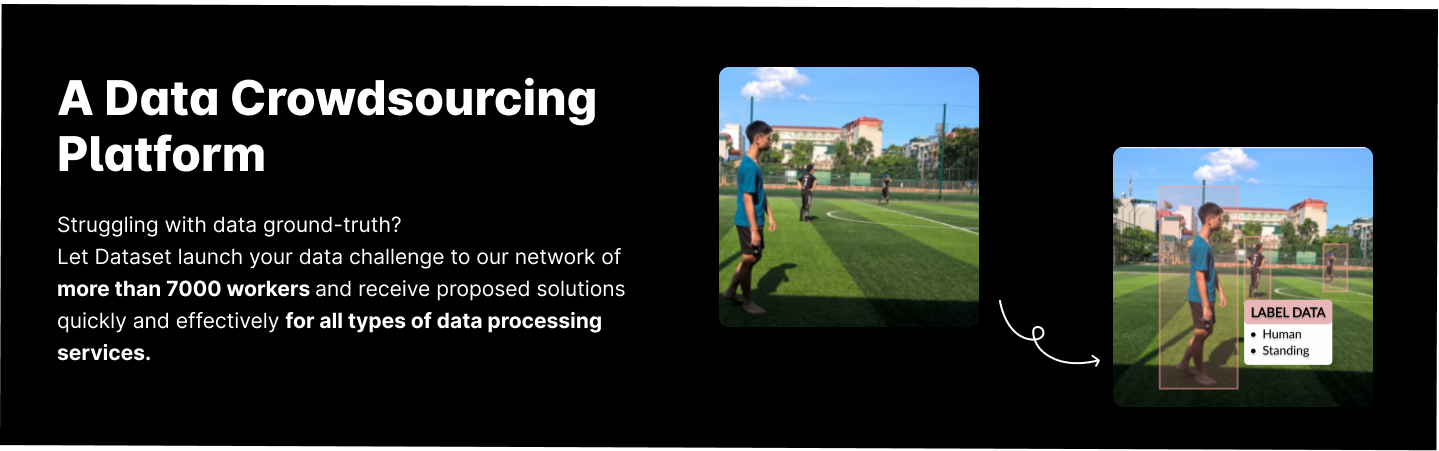 A Data Crowdsourcing
Platform
Struggling with data ground-truth?
Let Dataset launch your data challenge to our network of
more than 7000 workers and receive proposed solutions
quickly and effectively for all types of data processing
services.
LABEL DATA
• Human
• Standing